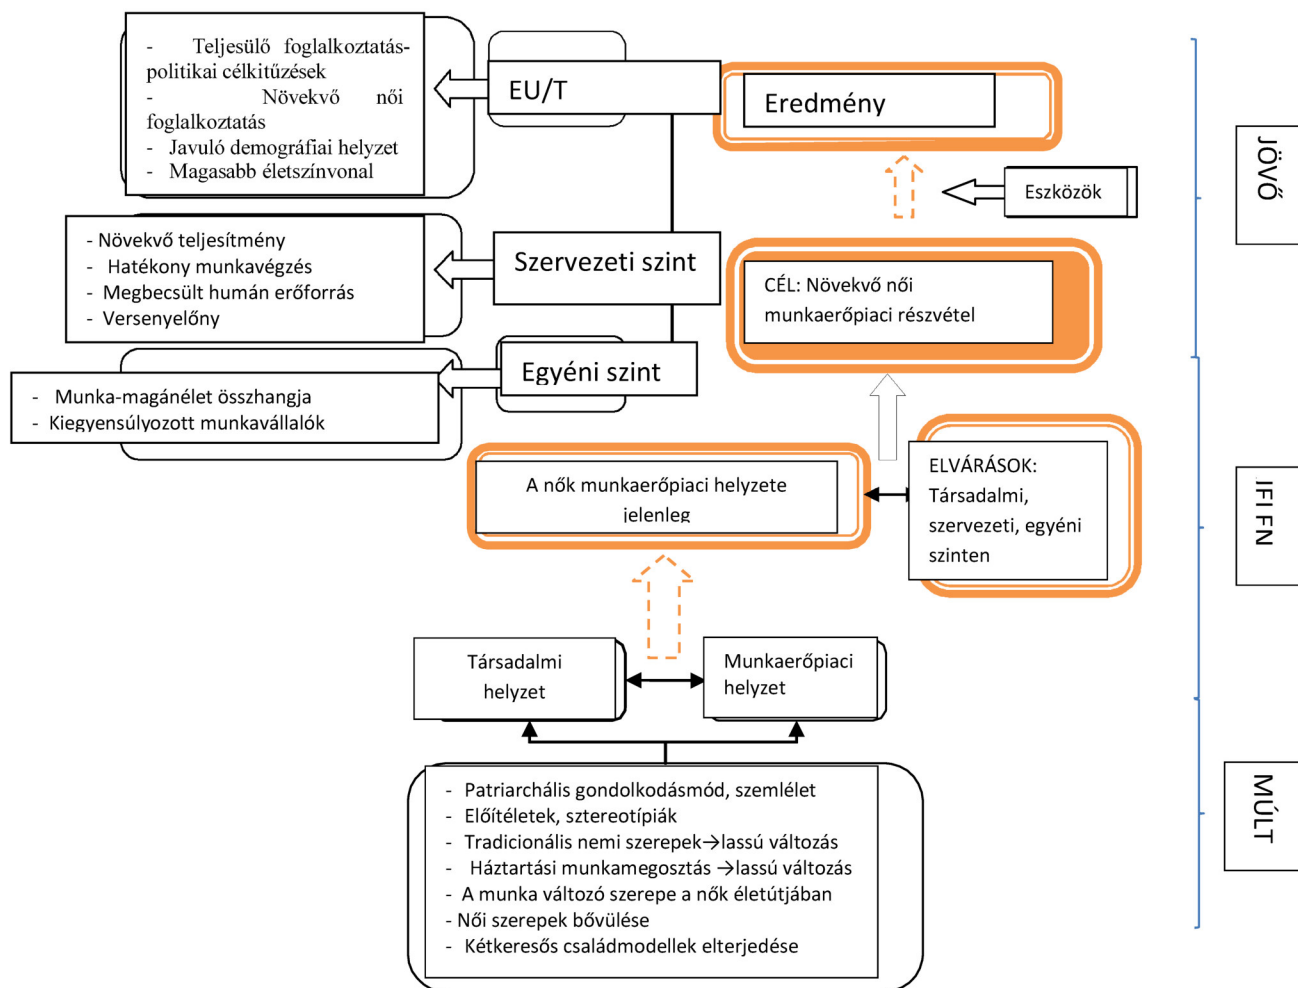 - Teljesülő foglalkoztatás-
politikai célkitűzések
- Növekvő női
foglalkoztatás
- Javuló demográfiai helyzet
- Magasabb életszínvonal
EU/T
Eredmény
Eszközök
JÖVŐ
- Növekvő teljesítmény
- Hatékony munkavégzés
- Megbecsült humán erőforrás
- Versenyelőny
Szervezeti szint
CÉL: Növekvő női
munkaerőpiaci részvétel
Egyéni szint
- Munka-magánélet összhangja
- Kiegyensúlyozott munkavállalók
A nők munkaerőpiaci helyzete
jelenleg
ELVÁRÁSOK:
Társadalmi,
szervezeti, egyéni
szinten
Társadalmi
helyzet
Munkaerőpiaci
helyzet
- Patriarchális gondolkodásmód, szemlélet
- Előítéletek, sztereotípiák
- Tradicionális nemi szerepek→lassú változás
- Háztartási munkamegosztás →lassú változás
- A munka változó szerepe a nők életútjában
- Női szerepek bővülése
- Kétkeresős családmodellek elterjedése
MÚLT